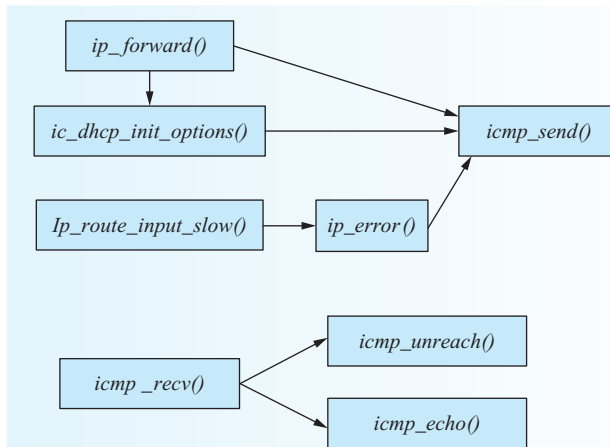 ip_forward()
ic_dhcp_init_options()
icmp_send()
Ip_route_input_slow()
ip_error()
icmp_unreach()
icmp _recv()
icmp_echo()